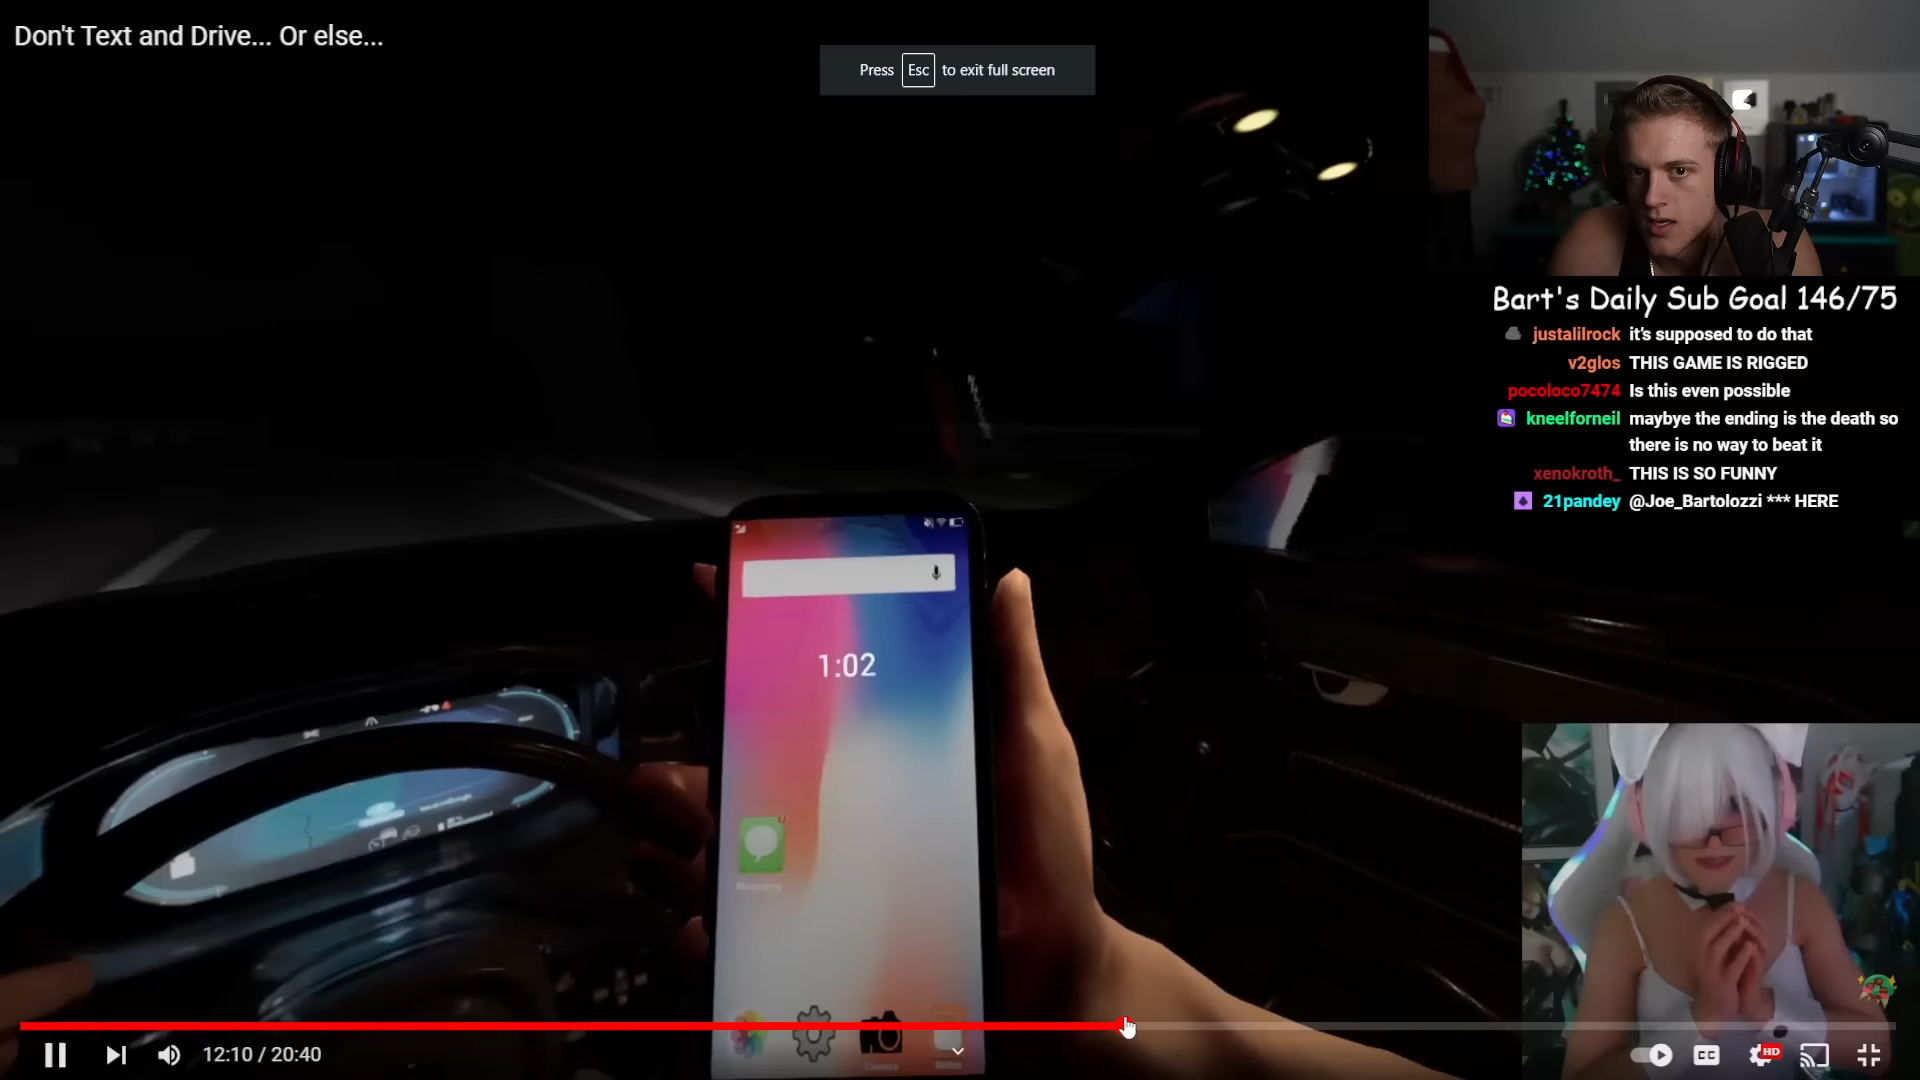 Don't Text and Drive... Or else...
Press Esc to exit full screen
Bart's Daily Sub Goal 146/75
justalilrock it's supposed to do that
v2glos THIS GAME IS RIGGED
pocoloco7474 Is this even possible
kneelforneil maybye the ending is the death so
there is no way to beat it
xenokroth_ THIS IS SO FUNNY
21pandey @Joe_Bartolozzi *** HERE
1:02
Camera
12:10 / 20:40
CC
HD